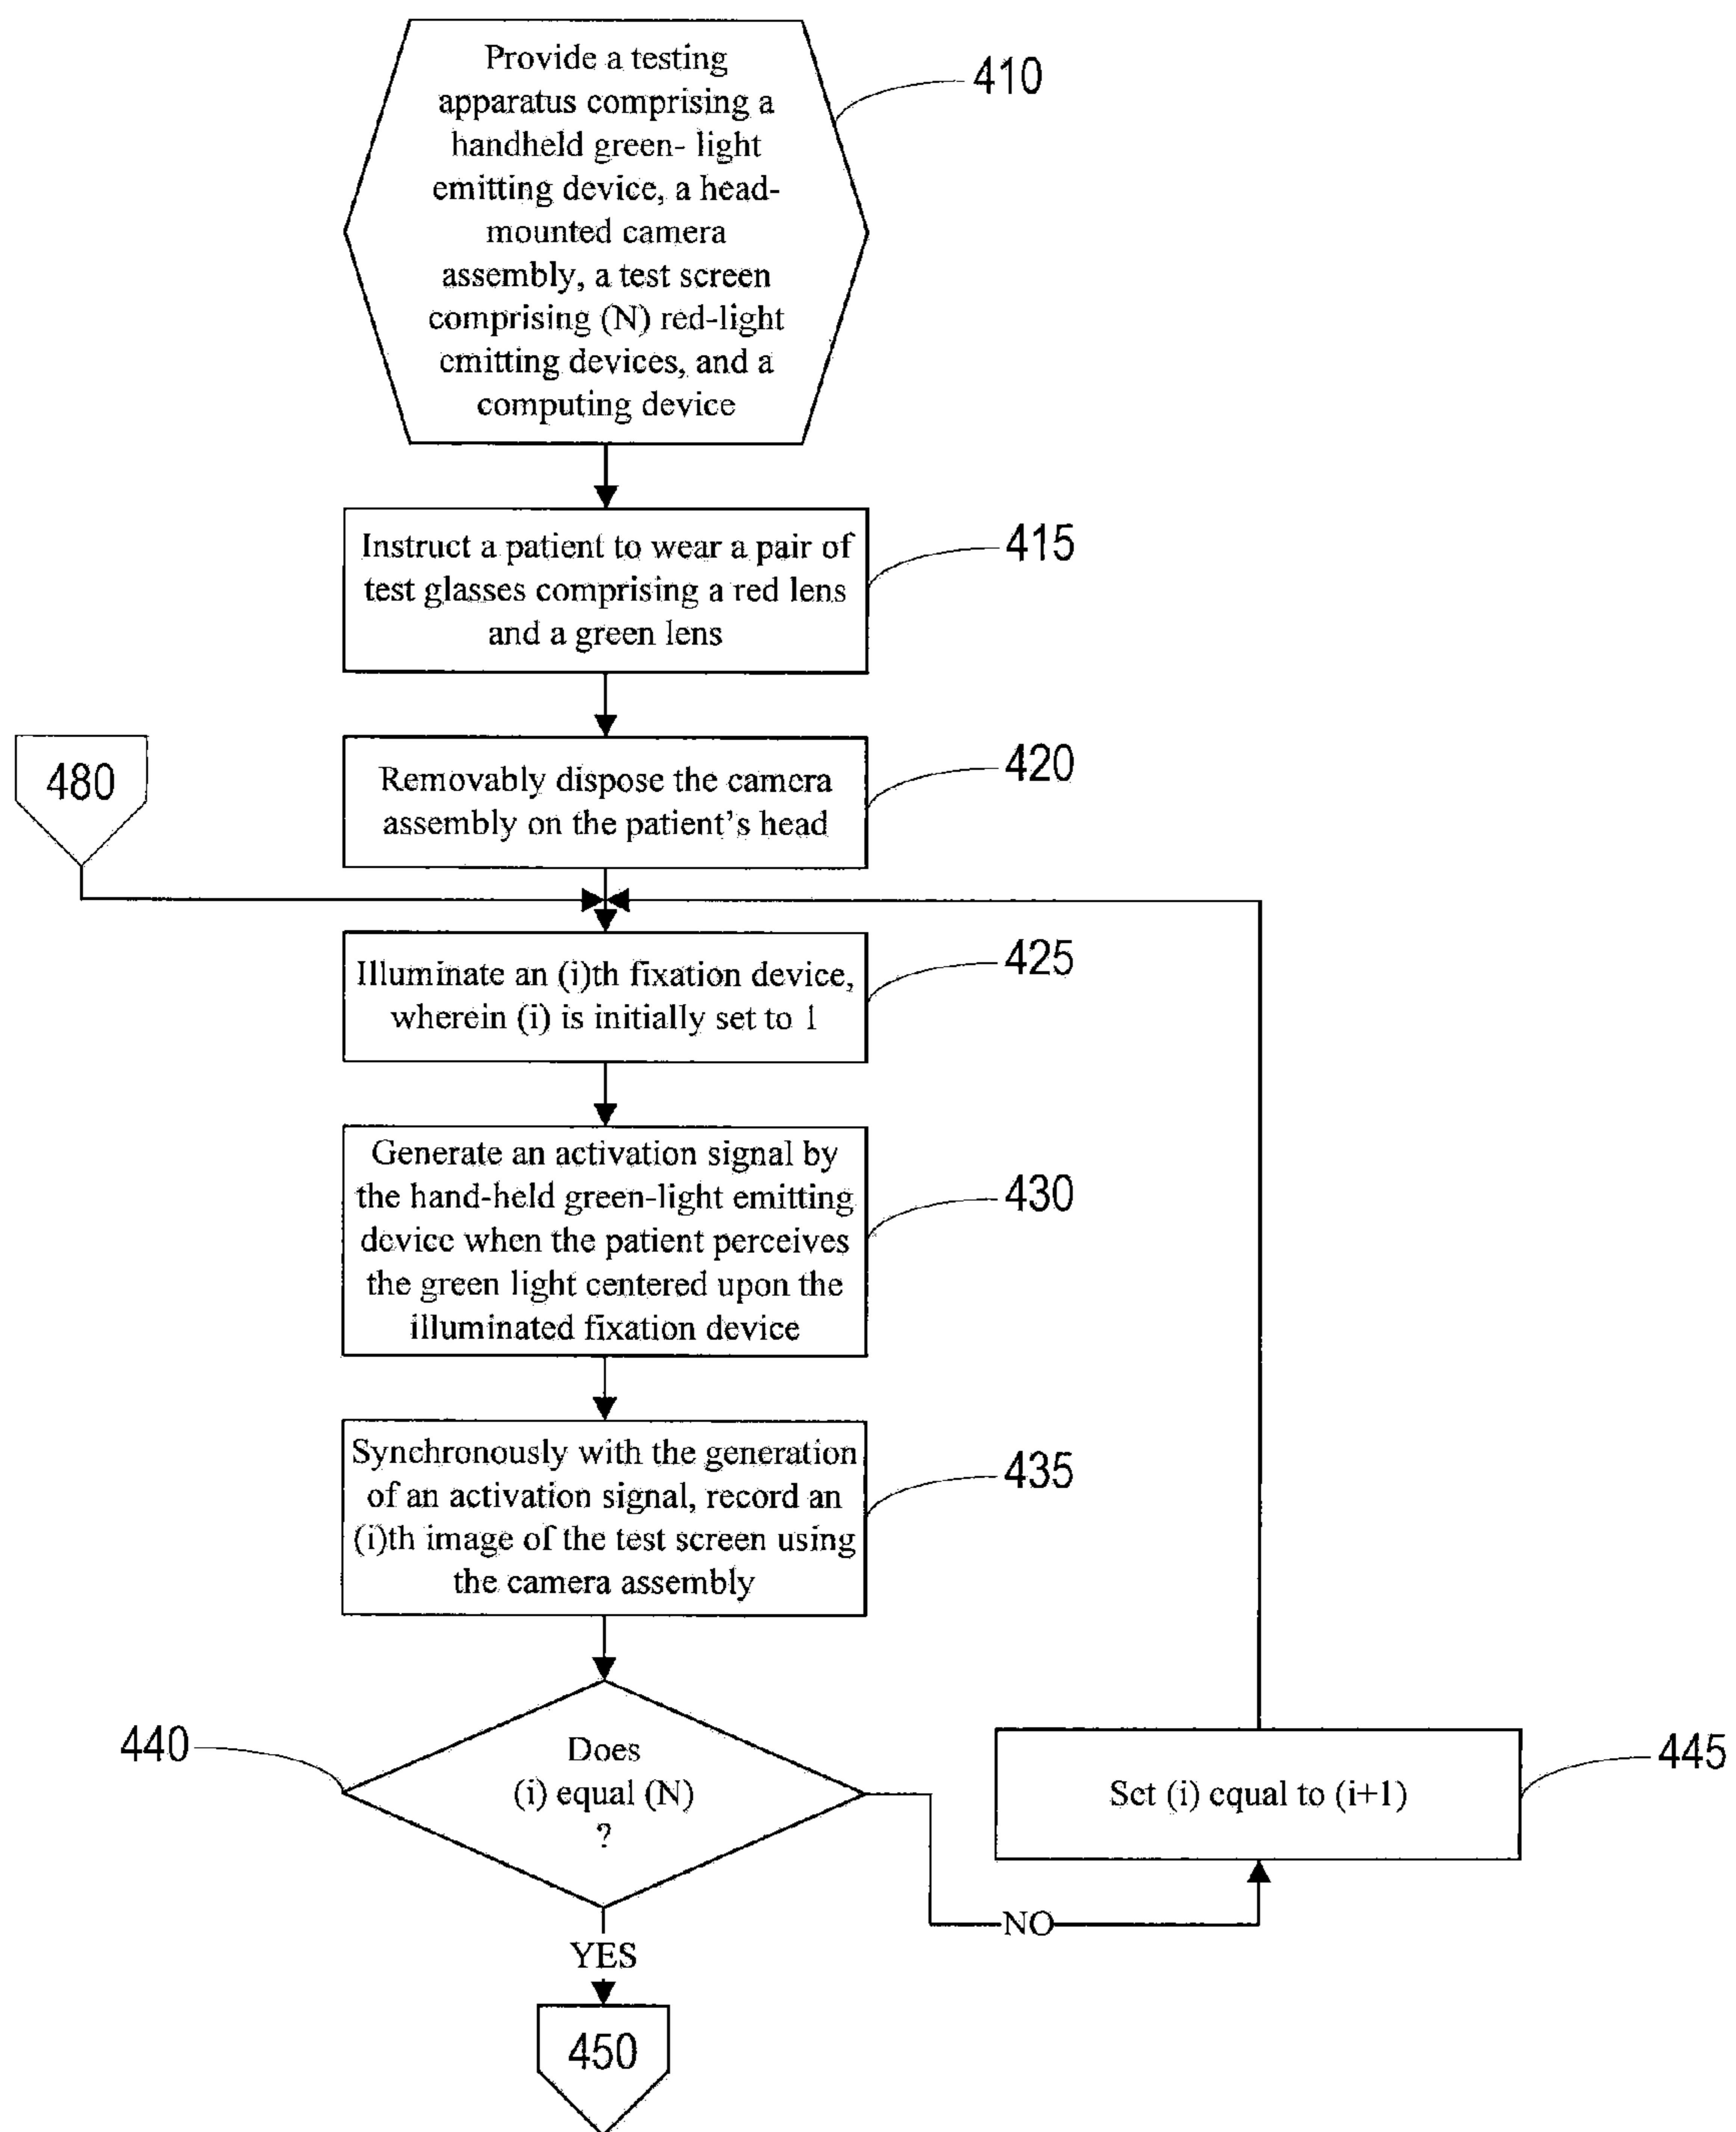 Provide a testing
apparatus comprising a
handheld green- light
emitting device, a head-
mounted camera
assembly, a test screen
comprising (N) red-light
emitting devices, and a
computing device
410
Instruct a patient to wear a pair of
test glasses comprising a red lens
and a green lens
415
480
Removably dispose the camera
assembly on the patient's head
420
Illuminate an (i)th fixation device,
wherein (i) is initially set to 1
425
Generate an activation signal by
the hand-held green-light emitting
device when the patient perceives
the green light centered upon the
illuminated fixation device
430
Synchronously with the generation
of an activation signal, record an
(i)th image of the test screen using
the camera assembly
435
440
Does
(i) equal (N)
?
Set (i) equal to (i+1)
445
NO
YES
450